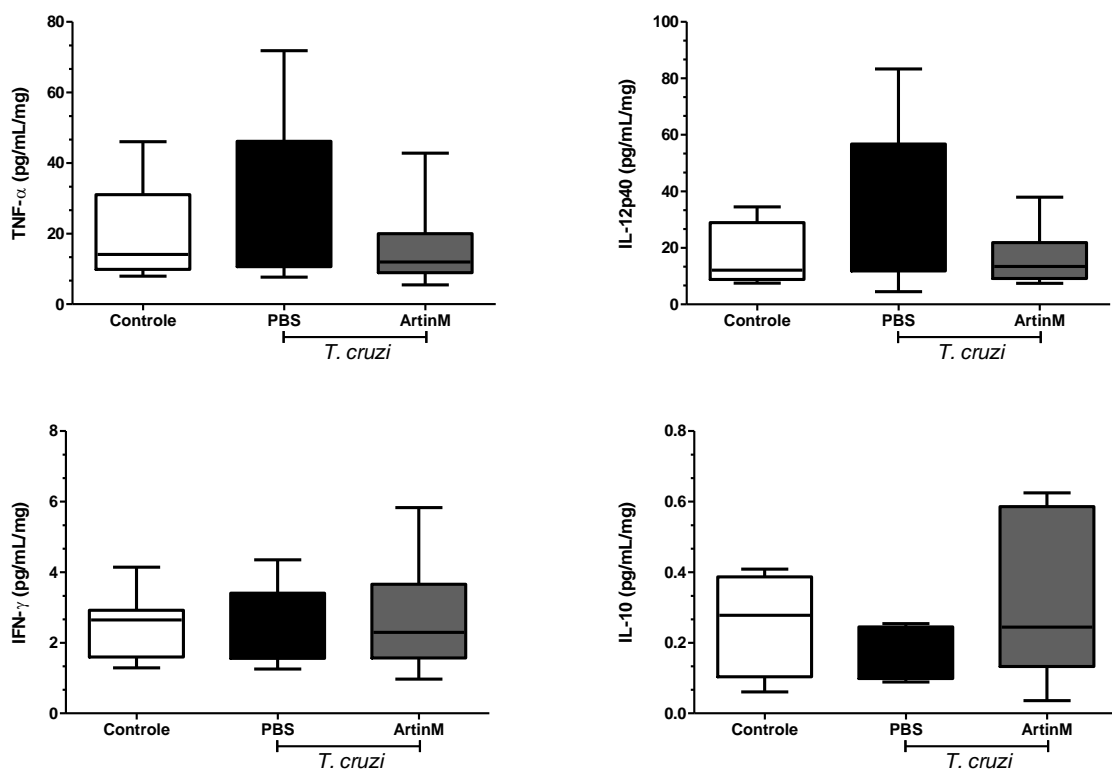 80
60
40
20
0
TNF-α (pg/mL/mg)
Controle PBS ArtinM
T. cruzi
100
80
60
40
20
0
IL-12p40 (pg/mL/mg)
Controle PBS ArtinM
T. cruzi
8
6
4
2
0
IFN-γ (pg/mL/mg)
Controle PBS ArtinM
T. cruzi
0.8
0.6
0.4
0.2
0.0
IL-10 (pg/mL/mg)
Controle PBS ArtinM
T. cruzi